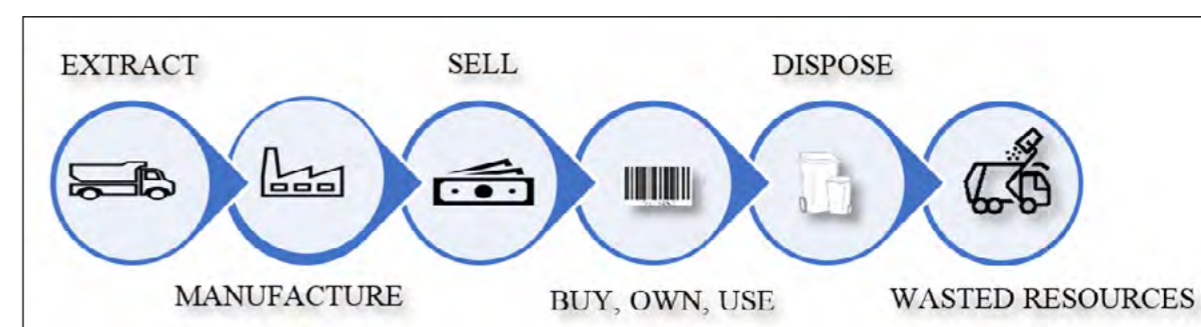 EXTRACT
SELL
DISPOSE
MANUFACTURE
BUY, OWN, USE
WASTED RESOURCES